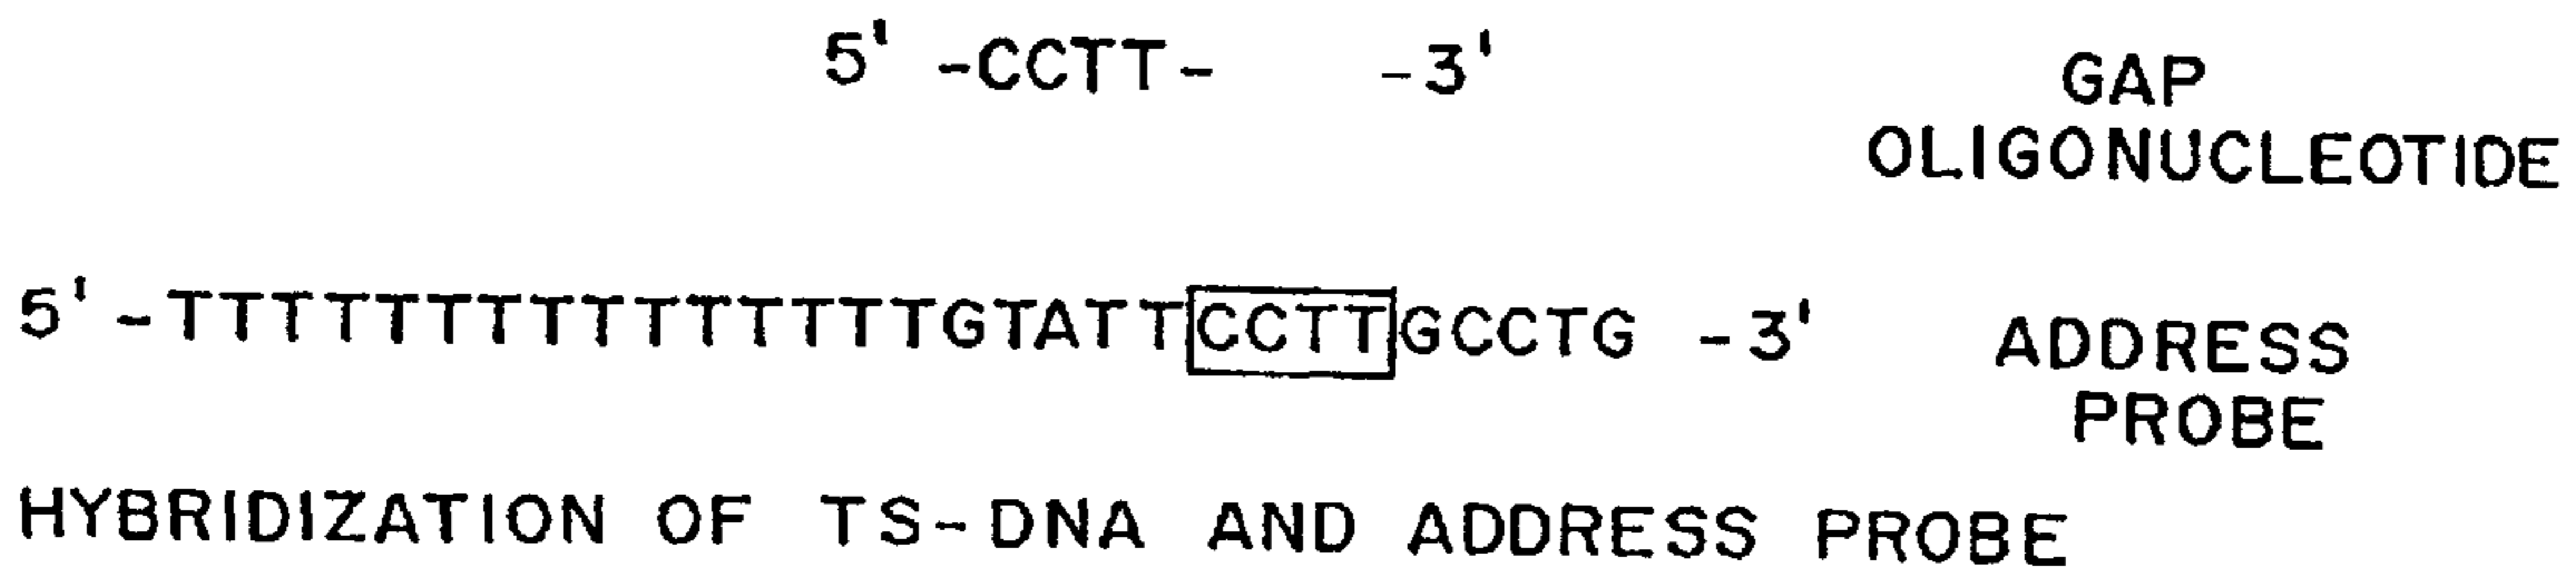 5' -CCTT- -3'
GAP
OLIGONUCLEOTIDE
5' -TTTTTTTTTTTTTTTGTATTCCTTGCCTG -3'
ADDRESS
PROBE
HYBRIDIZATION OF TS-DNA AND ADDRESS PROBE